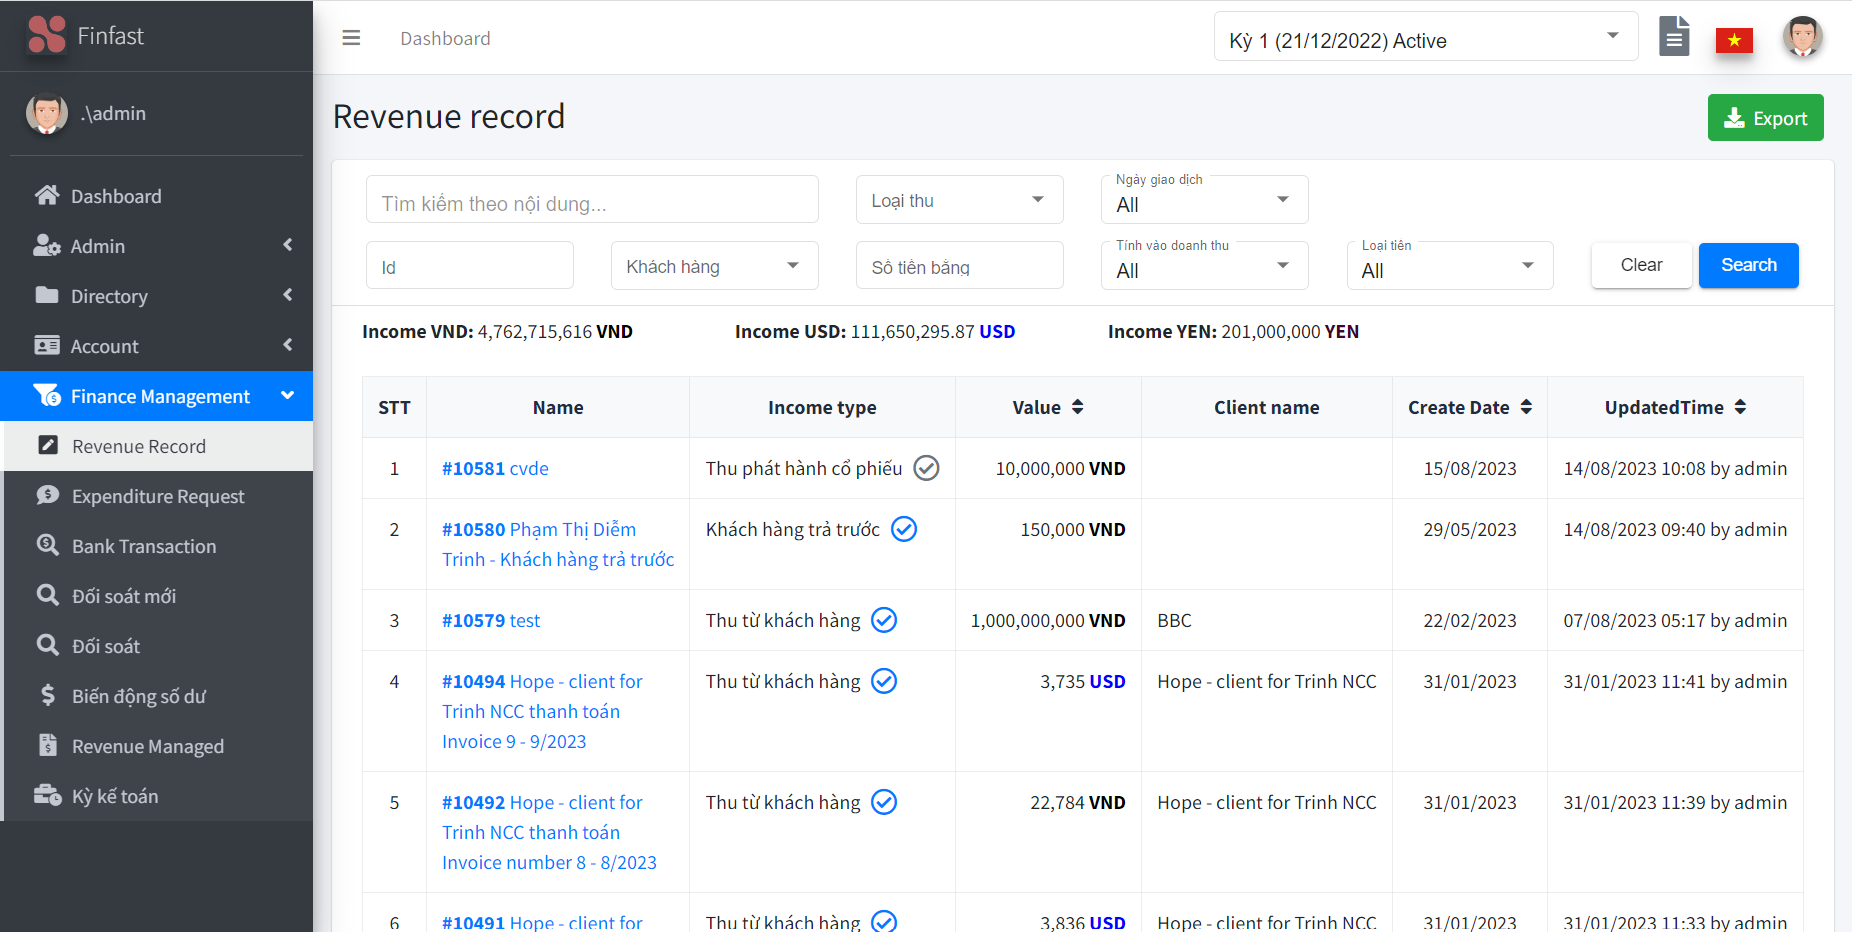 Finfast
Dashboard
Kỳ 1 (21/12/2022) Active
.\admin
Dashboard
Admin
Directory
Account
Finance Management
Revenue Record
Expenditure Request
Bank Transaction
Đối soát mới
Đối soát
Biến động số dư
Revenue Managed
Kỳ kế toán
Revenue record
Export
Tìm kiếm theo nội dung...
Loại thu
Ngày giao dịch
All
Id
Khách hàng
Số tiền bằng
Tính vào doanh thu
All
Loại tiền
All
Clear
Search
Income VND: 4,762,715,616 VND
Income USD: 111,650,295.87 USD
Income YEN: 201,000,000 YEN
STT Name Income type Value Client name Create Date UpdatedTime
1 #10581 cvde Thu phát hành cổ phiếu 10,000,000 VND 15/08/2023 14/08/2023 10:08 by admin
2 #10580 Phạm Thị Diễm Khách hàng trả trước 150,000 VND 29/05/2023 14/08/2023 09:40 by admin
Trinh - Khách hàng trả trước
3 #10579 test Thu từ khách hàng 1,000,000,000 VND BBC 22/02/2023 07/08/2023 05:17 by admin
4 #10494 Hope - client for Thu từ khách hàng 3,735 USD Hope - client for Trinh NCC 31/01/2023 31/01/2023 11:41 by admin
Trinh NCC thanh toán
Invoice 9 - 9/2023
5 #10492 Hope - client for Thu từ khách hàng 22,784 VND Hope - client for Trinh NCC 31/01/2023 31/01/2023 11:39 by admin
Trinh NCC thanh toán
Invoice number 8 - 8/2023
6 #10491 Hope - client for Thu từ khách hàng 3,836 USD Hope - client for Trinh NCC 31/01/2023 31/01/2023 11:33 by admin